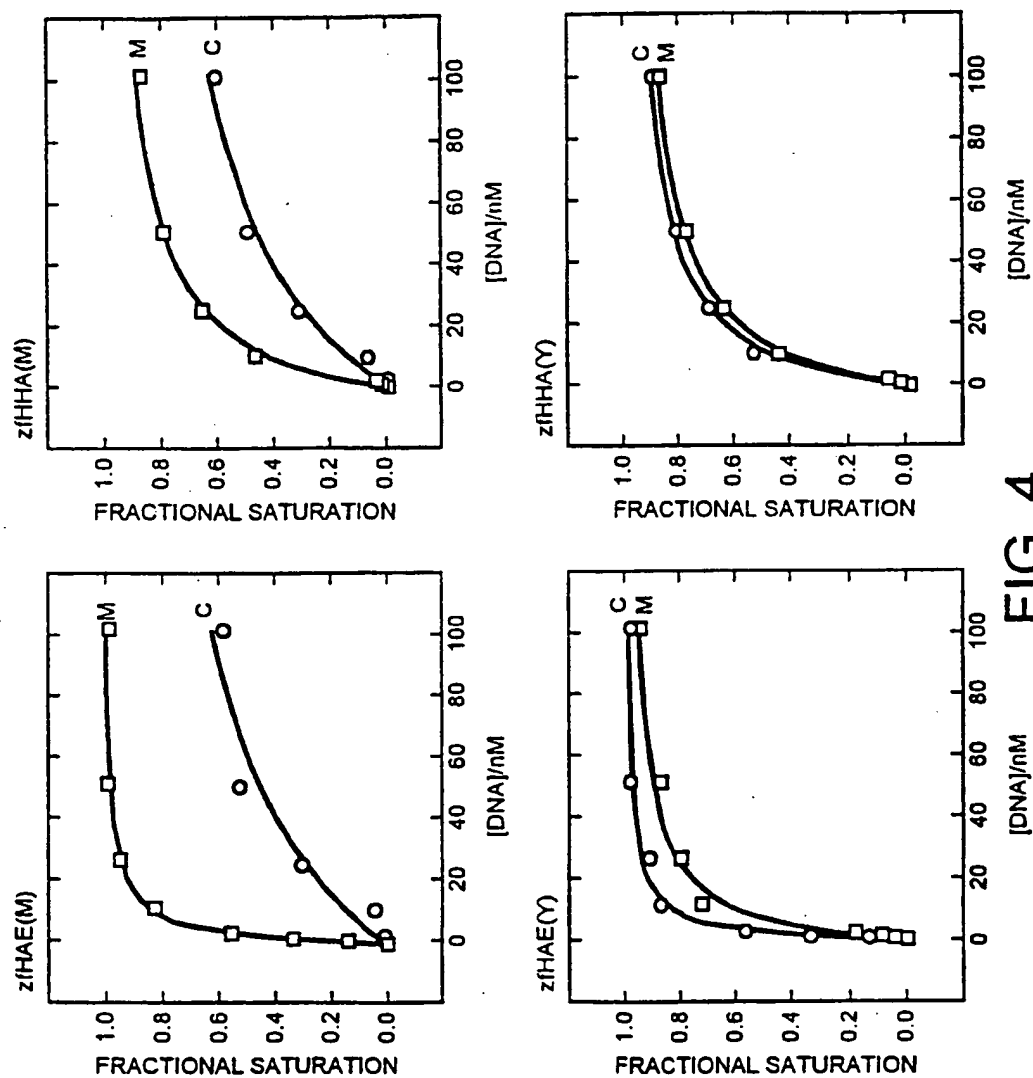 zfHAE(M)
FRACTIONAL SATURATION
1.0
0.8
0.6
0.4
0.2
0.0
M
C
0 20 40 60 80 100
[DNA]/nM
zfHHA(M)
FRACTIONAL SATURATION
1.0
0.8
0.6
0.4
0.2
0.0
M
C
0 20 40 60 80 100
[DNA]/nM
zfHAE(Y)
FRACTIONAL SATURATION
1.0
0.8
0.6
0.4
0.2
0.0
C
M
0 20 40 60 80 100
[DNA]/nM
zfHHA(Y)
FRACTIONAL SATURATION
1.0
0.8
0.6
0.4
0.2
0.0
C
M
0 20 40 60 80 100
[DNA]/nM
FIG. 4